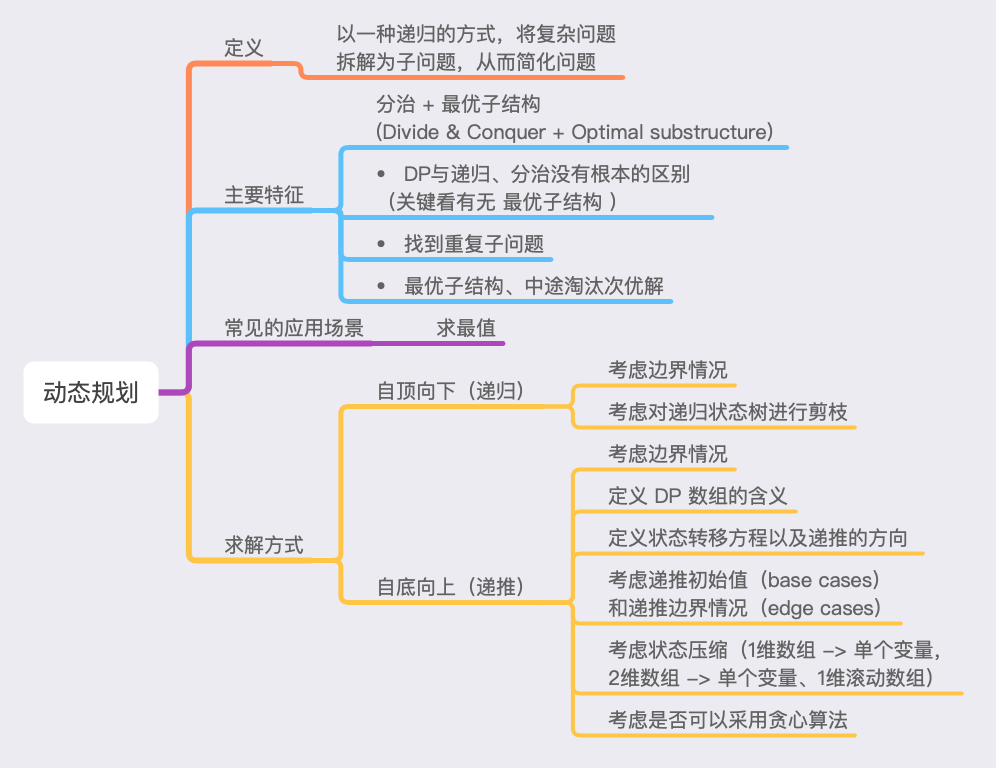 动态规划
定义
以一种递归的方式，将复杂问题
拆解为子问题，从而简化问题
主要特征
分治 + 最优子结构
（Divide & Conquer + Optimal substructure）
• DP与递归、分治没有根本的区别
（关键看有无 最优子结构 ）
• 找到重复子问题
• 最优子结构、中途淘汰次优解
常见的应用场景
求最值
求解方式
自顶向下（递归）
考虑边界情况
考虑对递归状态树进行剪枝
自底向上（递推）
考虑边界情况
定义 DP 数组的含义
定义状态转移方程以及递推的方向
考虑递推初始值（base cases）
和递推边界情况（edge cases）
考虑状态压缩（1维数组 -> 单个变量，
2维数组 -> 单个变量、1维滚动数组）
考虑是否可以采用贪心算法